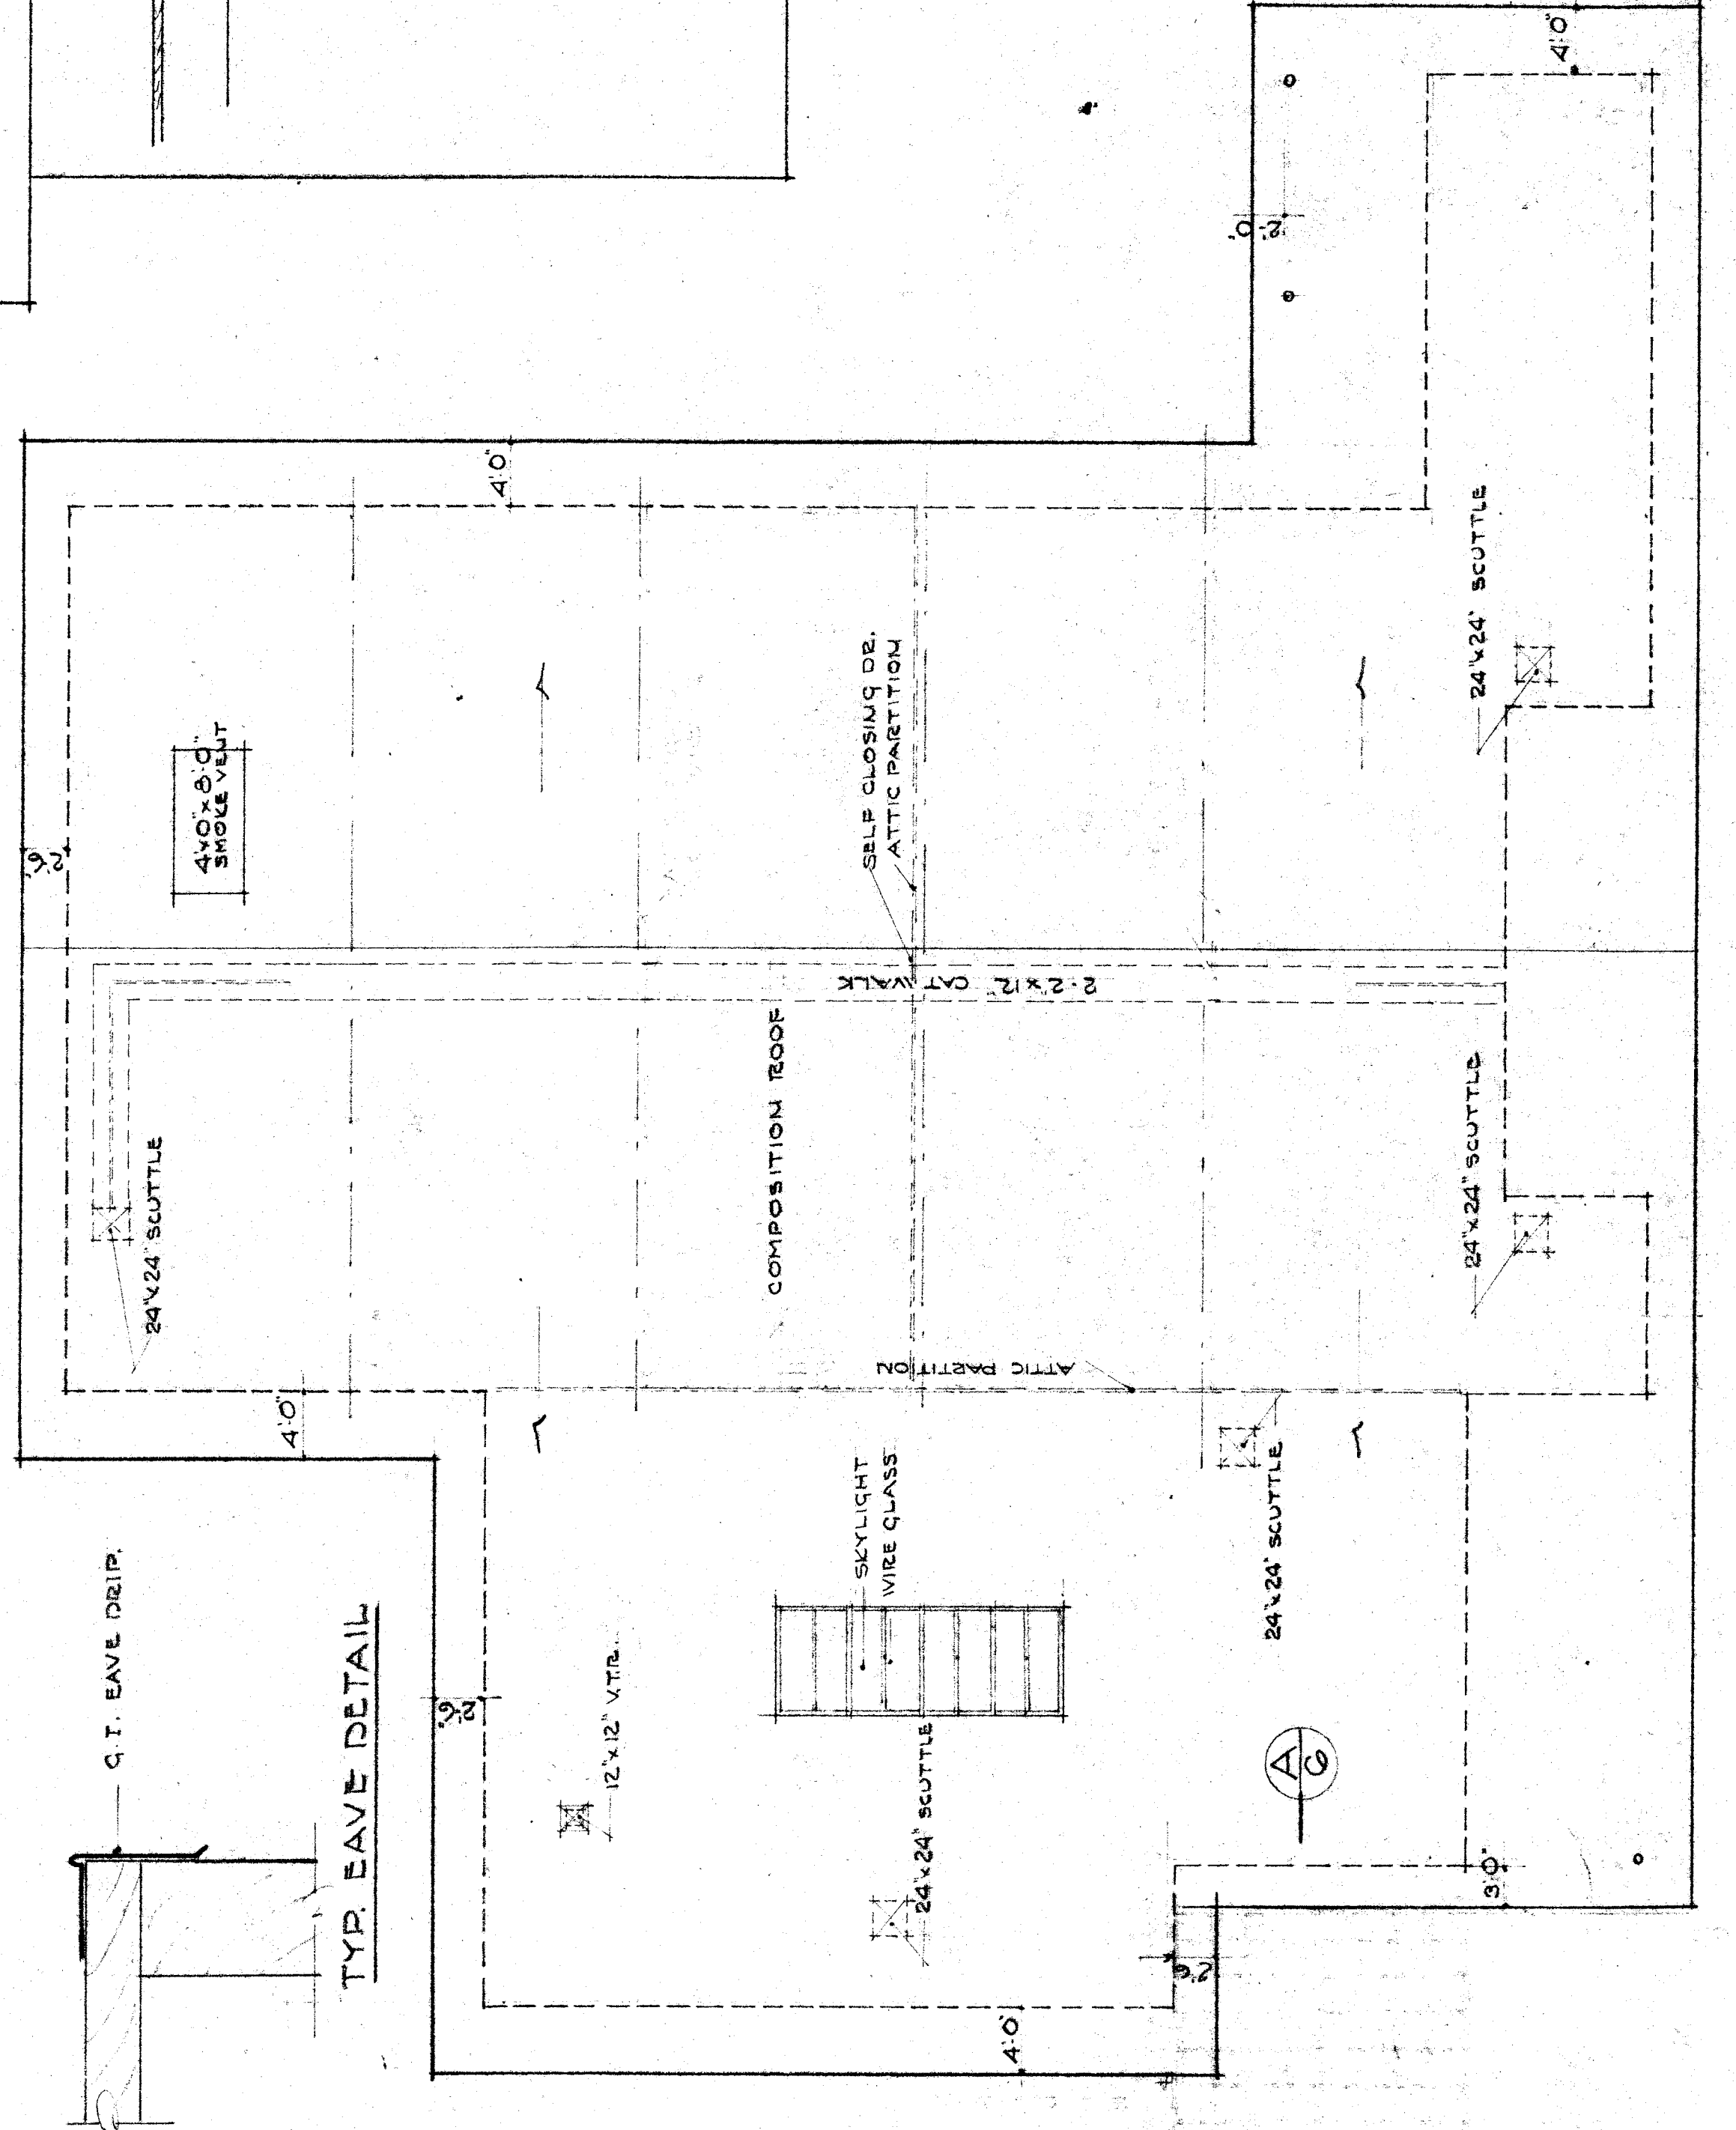 4'-0"
2'-0"
4'-0"
24"x24" SCUTTLE
SELF CLOSING DR.
ATTIC PARTITION
4'x0" x 8'-0"
SMOKE VENT
2'-6"
2-2"x12" CAT WALK
COMPOSITION ROOF
24"x24" SCUTTLE
24"x24" SCUTTLE
ATTIC PARTITION
4'-0"
SKYLIGHT
WIRE GLASS
24"x24" SCUTTLE
G.I. EAVE DRIP.
TYP. EAVE DETAIL
2'-6"
12"x12" V.T.R.
24"x24" SCUTTLE
A
6
3'-0"
2'-6"
4'-0"